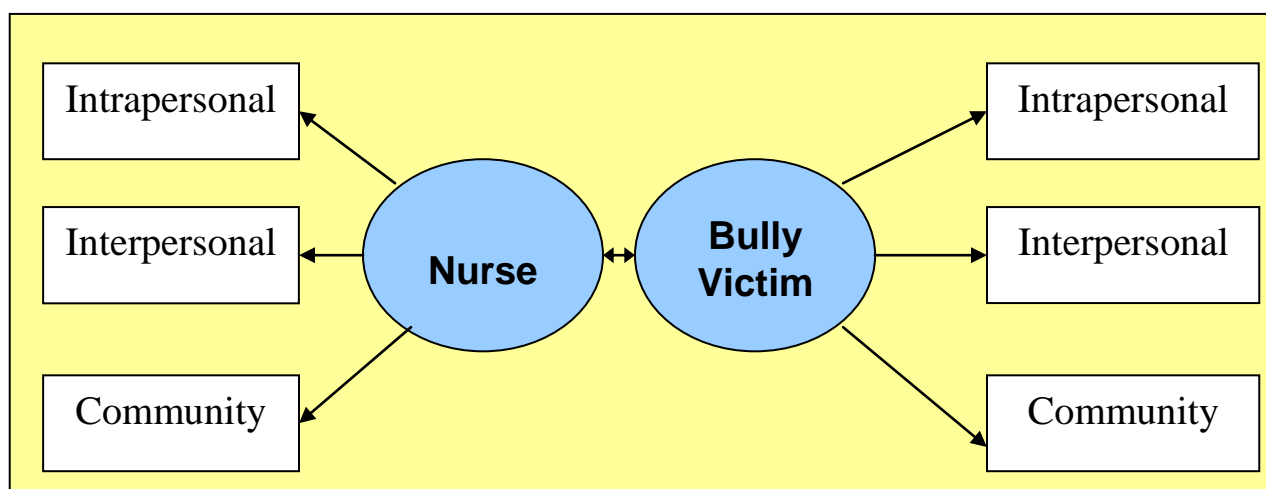 Intrapersonal
Interpersonal
Community
Nurse
Bully
Victim
Intrapersonal
Interpersonal
Community